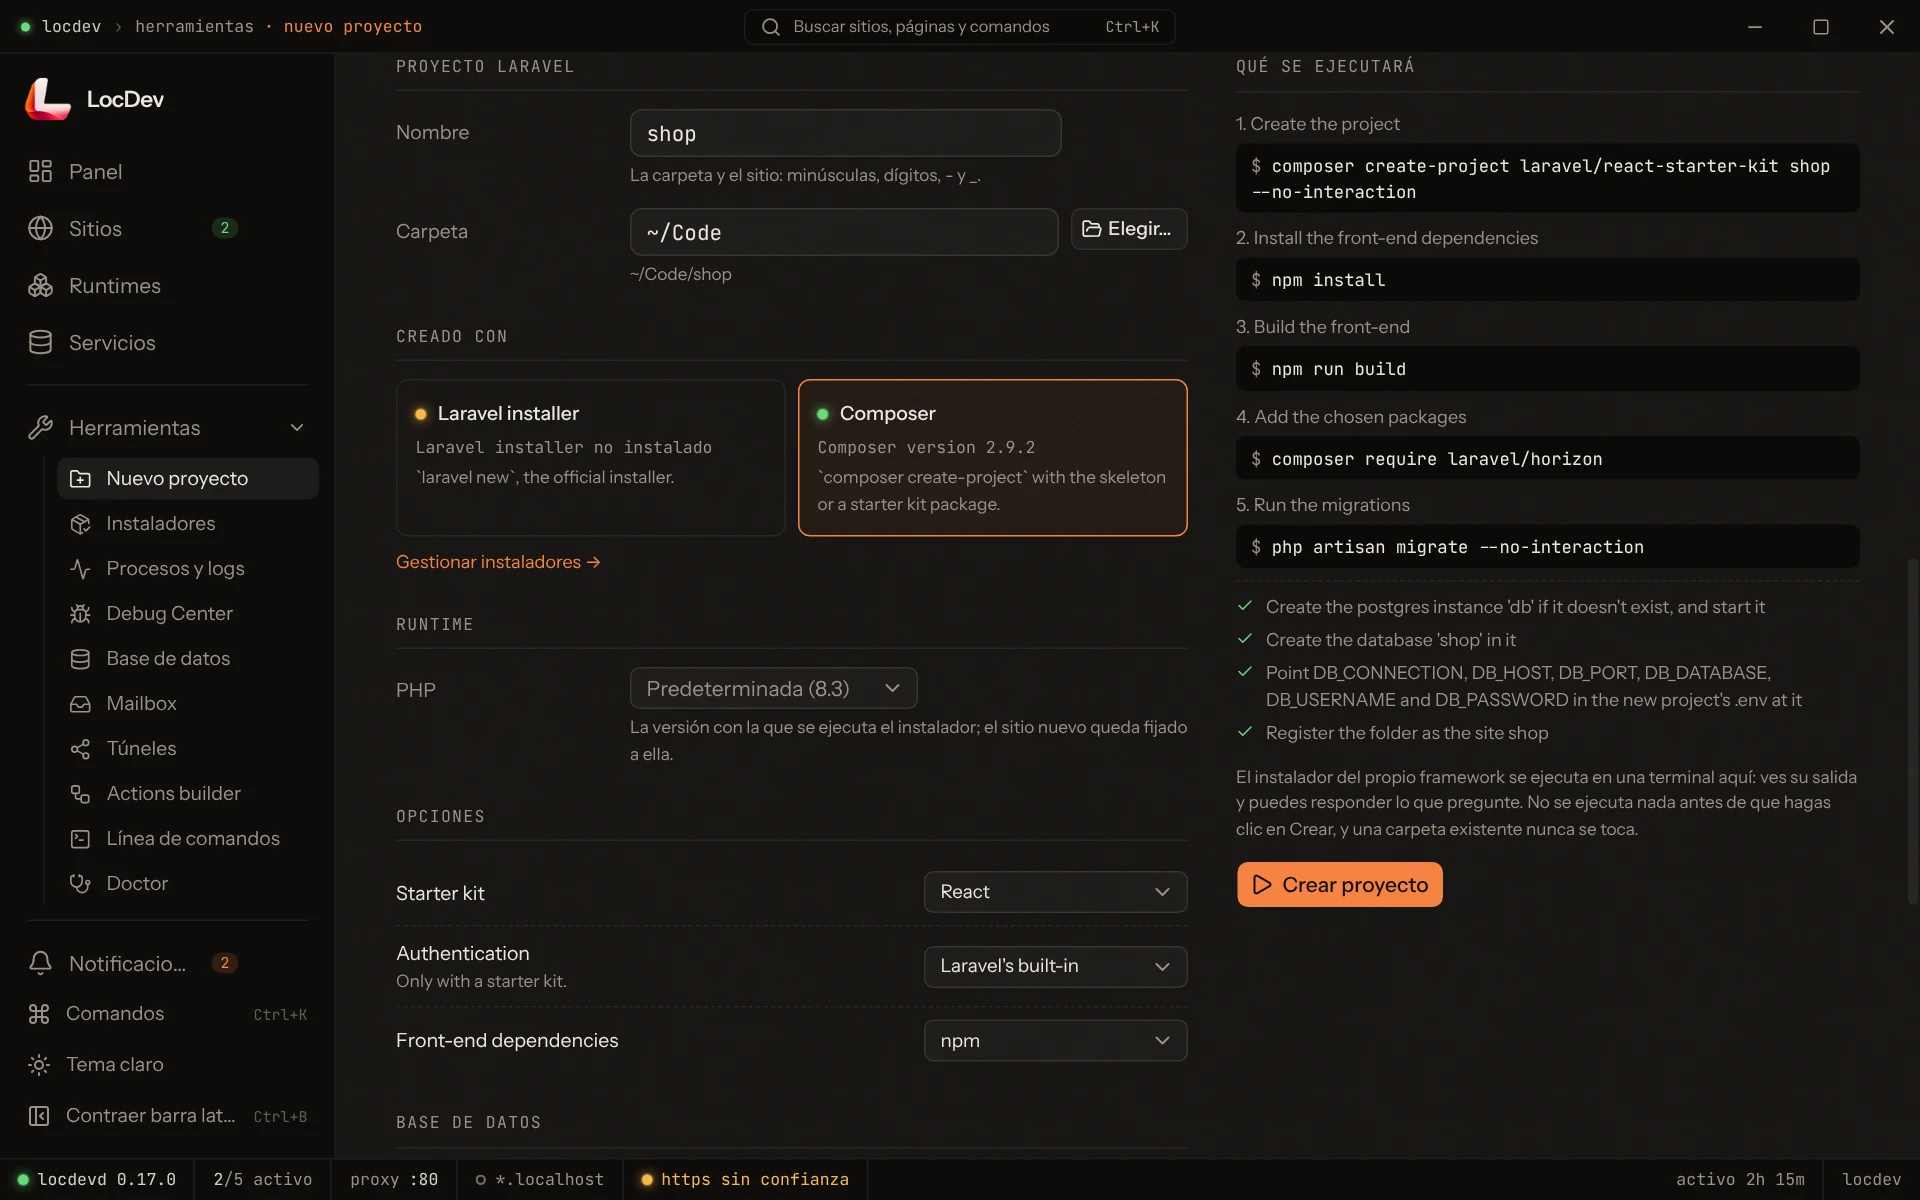 locdev › herramientas · nuevo proyecto
Buscar sitios, páginas y comandos Ctrl+K
LocDev
Panel
Sitios 2
Runtimes
Servicios
Herramientas
Nuevo proyecto
Instaladores
Procesos y logs
Debug Center
Base de datos
Mailbox
Túneles
Actions builder
Línea de comandos
Doctor
Notificacio... 2
Comandos Ctrl+K
Tema claro
Contraer barra lat... Ctrl+B
PROYECTO LARAVEL
Nombre
shop
La carpeta y el sitio: minúsculas, dígitos, - y _.
Carpeta
~/Code
Elegir...
~/Code/shop
CREADO CON
Laravel installer
Laravel installer no instalado
`laravel new`, the official installer.
Composer
Composer version 2.9.2
`composer create-project` with the skeleton
or a starter kit package.
Gestionar instaladores →
RUNTIME
PHP
Predeterminada (8.3)
La versión con la que se ejecuta el instalador; el sitio nuevo queda fijado
a ella.
OPCIONES
Starter kit
React
Authentication
Only with a starter kit.
Laravel's built-in
Front-end dependencies
npm
BASE DE DATOS
QUÉ SE EJECUTARÁ
1. Create the project
$ composer create-project laravel/react-starter-kit shop
--no-interaction
2. Install the front-end dependencies
$ npm install
3. Build the front-end
$ npm run build
4. Add the chosen packages
$ composer require laravel/horizon
5. Run the migrations
$ php artisan migrate --no-interaction
Create the postgres instance 'db' if it doesn't exist, and start it
Create the database 'shop' in it
Point DB_CONNECTION, DB_HOST, DB_PORT, DB_DATABASE,
DB_USERNAME and DB_PASSWORD in the new project's .env at it
Register the folder as the site shop
El instalador del propio framework se ejecuta en una terminal aquí: ves su salida
y puedes responder lo que pregunte. No se ejecuta nada antes de que hagas
clic en Crear, y una carpeta existente nunca se toca.
Crear proyecto
locdevd 0.17.0
2/5 activo
proxy :80
*.localhost
https sin confianza
activo 2h 15m
locdev